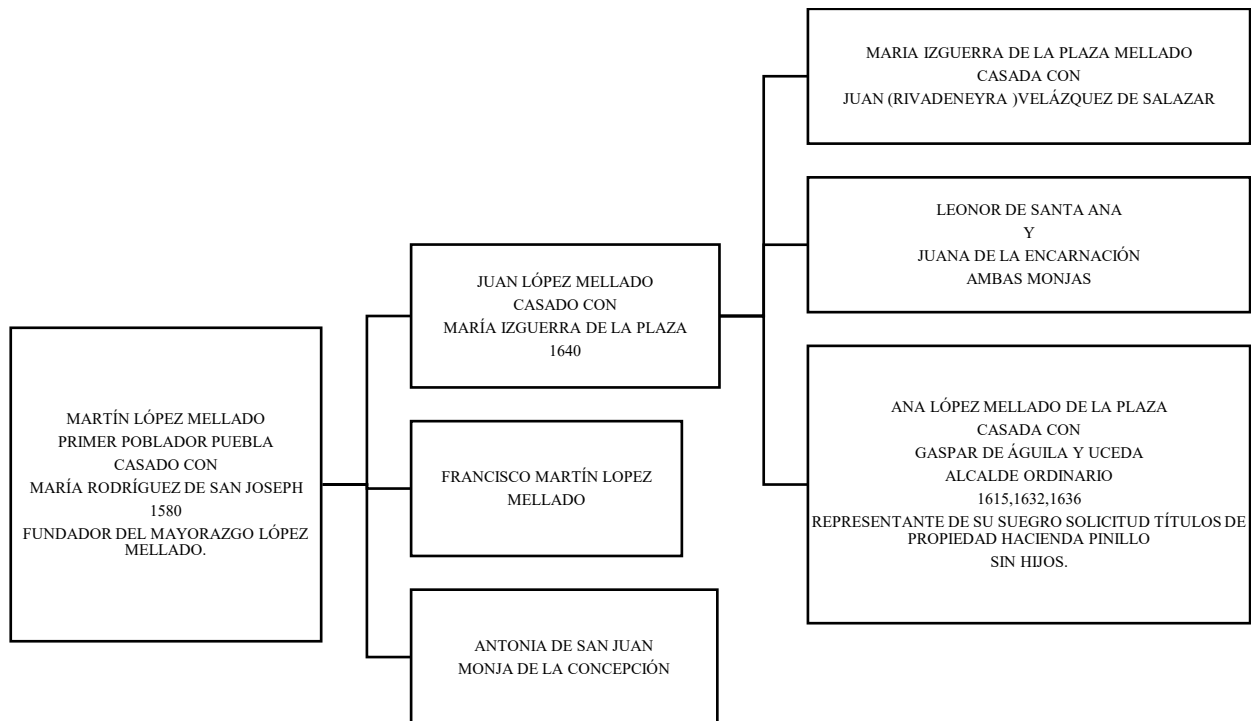 MARTÍN LÓPEZ MELLADO
PRIMER POBLADOR PUEBLA
CASADO CON
MARÍA RODRÍGUEZ DE SAN JOSEPH
1580
FUNDADOR DEL MAYORAZGO LÓPEZ
MELLADO.
JUAN LÓPEZ MELLADO
CASADO CON
MARÍA IZGUERRA DE LA PLAZA
1640
FRANCISCO MARTÍN LOPEZ
MELLADO
ANTONIA DE SAN JUAN
MONJA DE LA CONCEPCIÓN
MARIA IZGUERRA DE LA PLAZA MELLADO
CASADA CON
JUAN (RIVADENEYRA )VELÁZQUEZ DE SALAZAR
LEONOR DE SANTA ANA
Y
JUANA DE LA ENCARNACIÓN
AMBAS MONJAS
ANA LÓPEZ MELLADO DE LA PLAZA
CASADA CON
GASPAR DE ÁGUILA Y UCEDA
ALCALDE ORDINARIO
1615,1632,1636
REPRESENTANTE DE SU SUEGRO SOLICITUD TÍTULOS DE
PROPIEDAD HACIENDA PINILLO
SIN HIJOS.